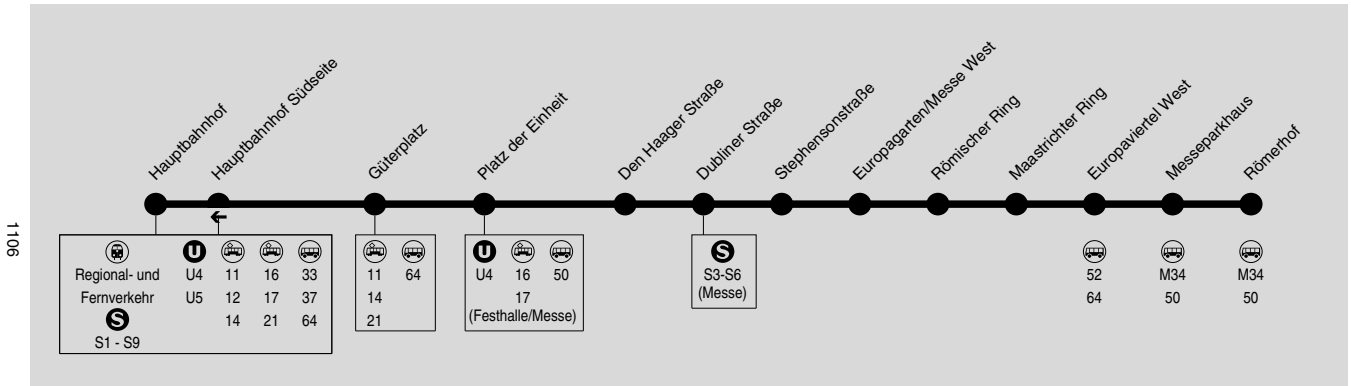 Hauptbahnhof
Hauptbahnhof Südseite
Güterplatz
Platz der Einheit
Den Haager Straße
Dubliner Straße
Stephensonstraße
Europagarten/Messe West
Römischer Ring
Maastrichter Ring
Europaviertel West
Messeparkhaus
Römerhof
Regional- und
Fernverkehr
S
S1 - S9
U
U4
U5
11
12
14
16
17
21
33
37
64
11
14
21
64
U
U4
16
17
(Festhalle/Messe)
50
S
S3-S6
(Messe)
52
64
M34
50
M34
50
1106